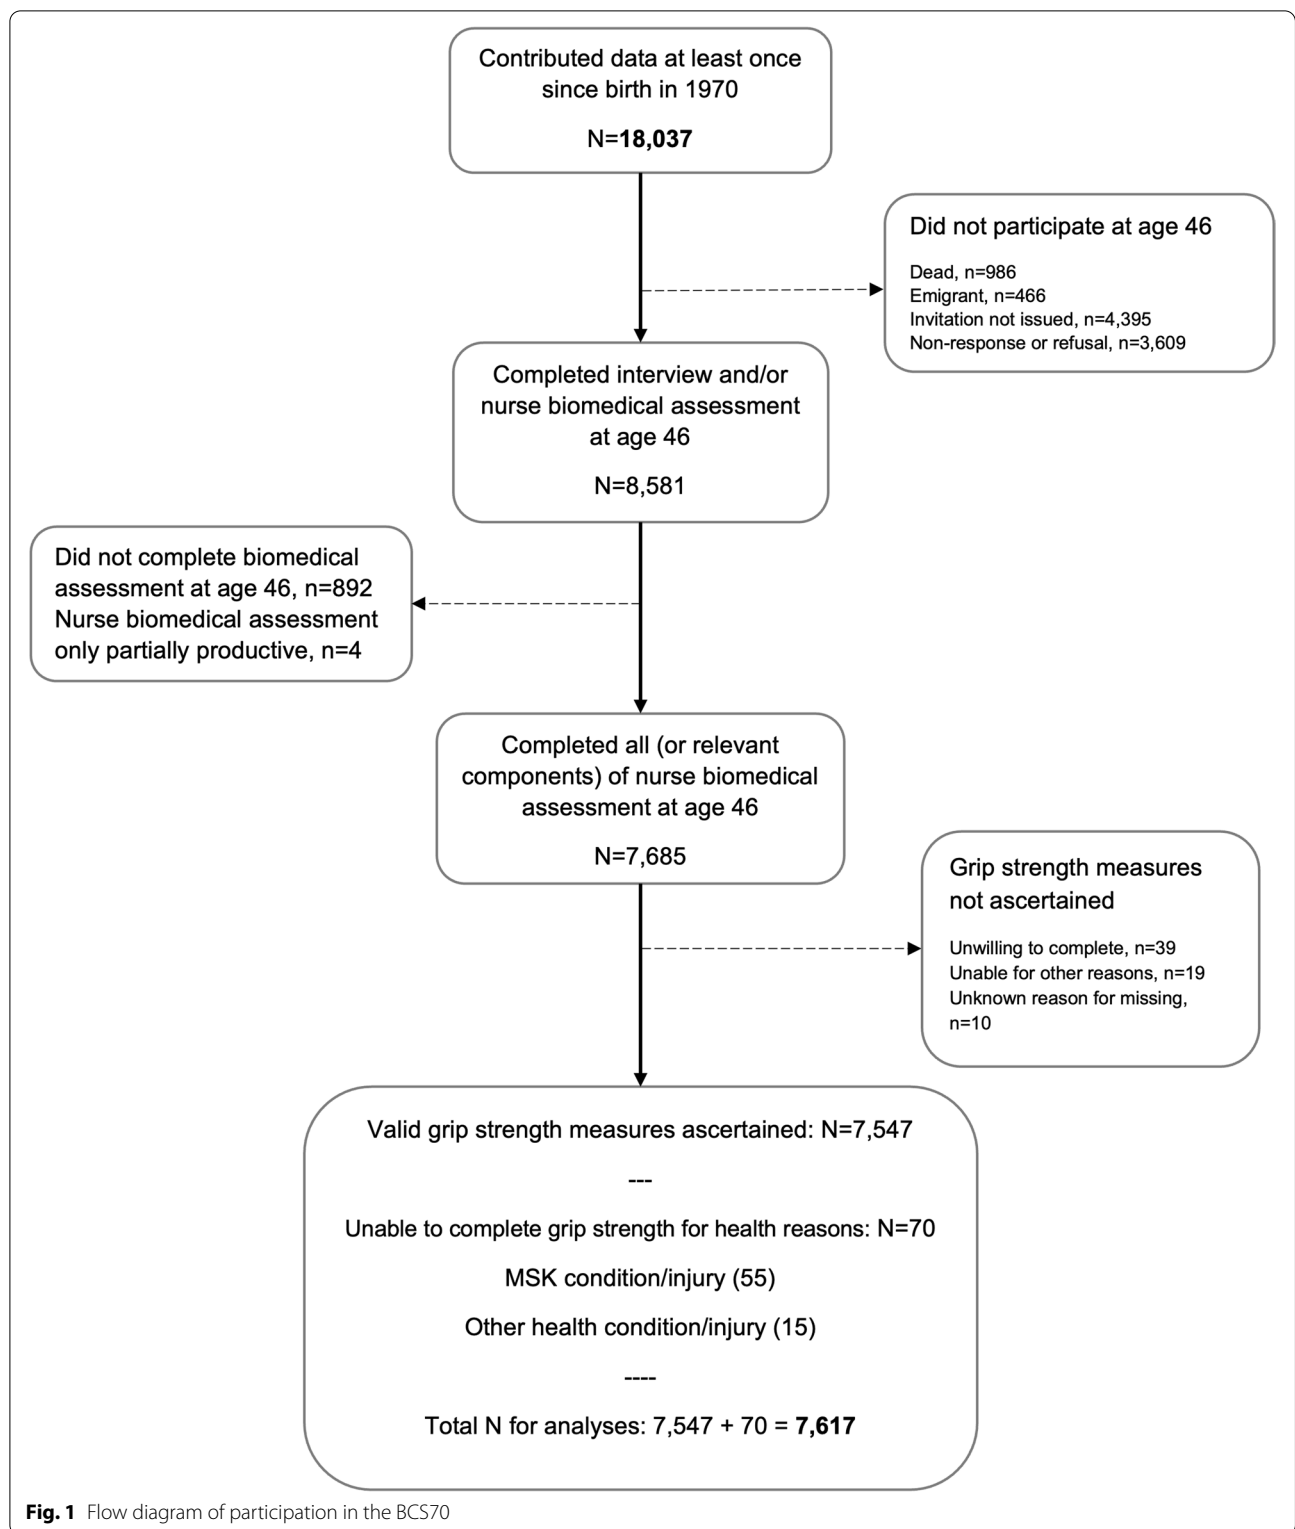 Contributed data at least once
since birth in 1970
N=18,037
Did not participate at age 46
Dead, n=986
Emigrant, n=466
Invitation not issued, n=4,395
Non-response or refusal, n=3,609
Completed interview and/or
nurse biomedical assessment
at age 46
N=8,581
Did not complete biomedical
assessment at age 46, n=892
Nurse biomedical assessment
only partially productive, n=4
Completed all (or relevant
components) of nurse biomedical
assessment at age 46
N=7,685
Grip strength measures
not ascertained
Unwilling to complete, n=39
Unable for other reasons, n=19
Unknown reason for missing,
n=10
Valid grip strength measures ascertained: N=7,547
---
Unable to complete grip strength for health reasons: N=70
MSK condition/injury (55)
Other health condition/injury (15)
----
Total N for analyses: 7,547 + 70 = 7,617
Fig. 1 Flow diagram of participation in the BCS70